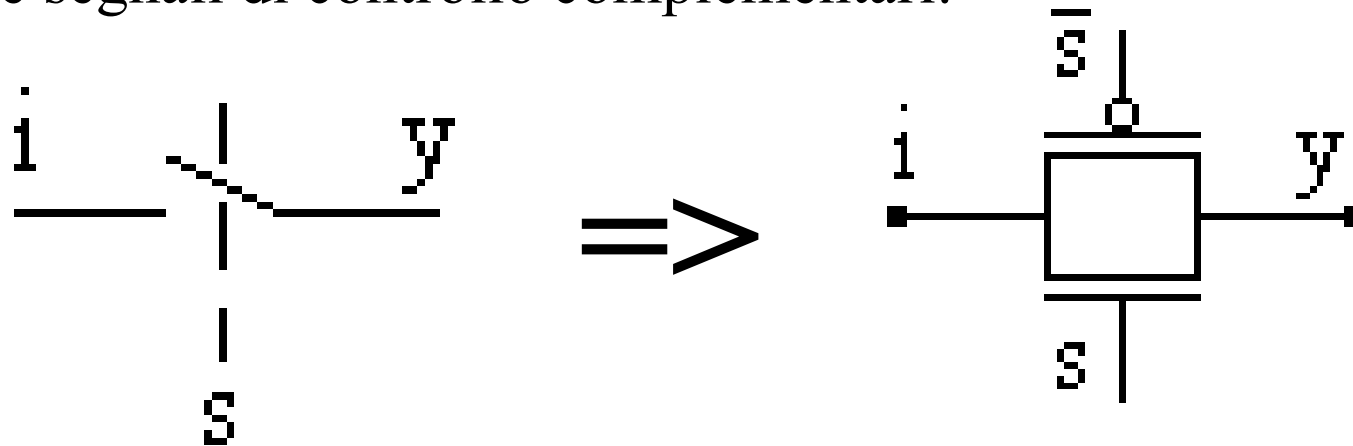 e segnali di controllo complementari:
i y s
=>
s̅ i y s